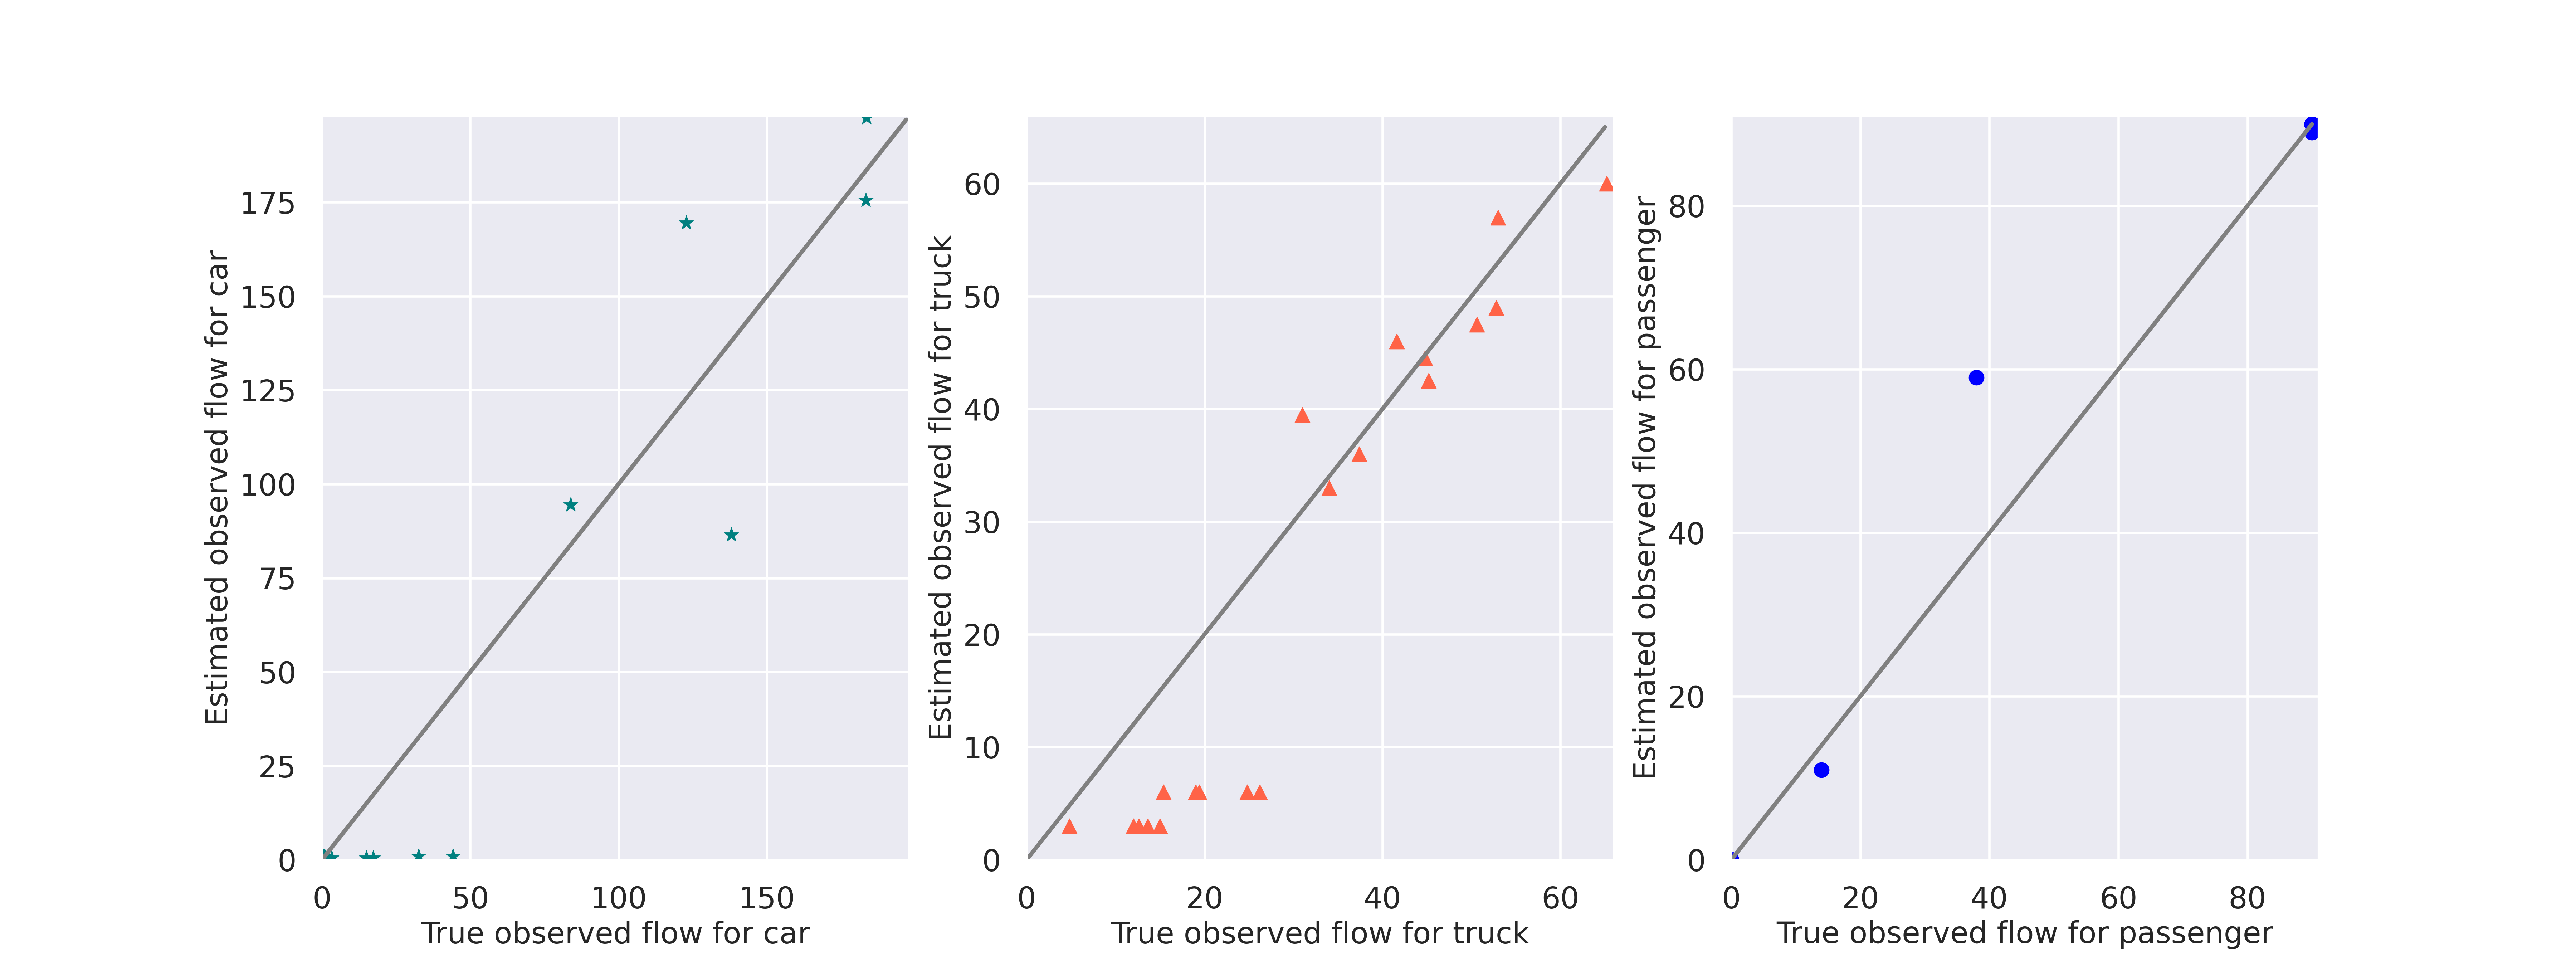 Estimated observed flow for car
175
150
125
100
75
50
25
0
0 50 100 150
True observed flow for car
Estimated observed flow for truck
60
50
40
30
20
10
0
0 20 40 60
True observed flow for truck
Estimated observed flow for passenger
80
60
40
20
0
0 20 40 60 80
True observed flow for passenger